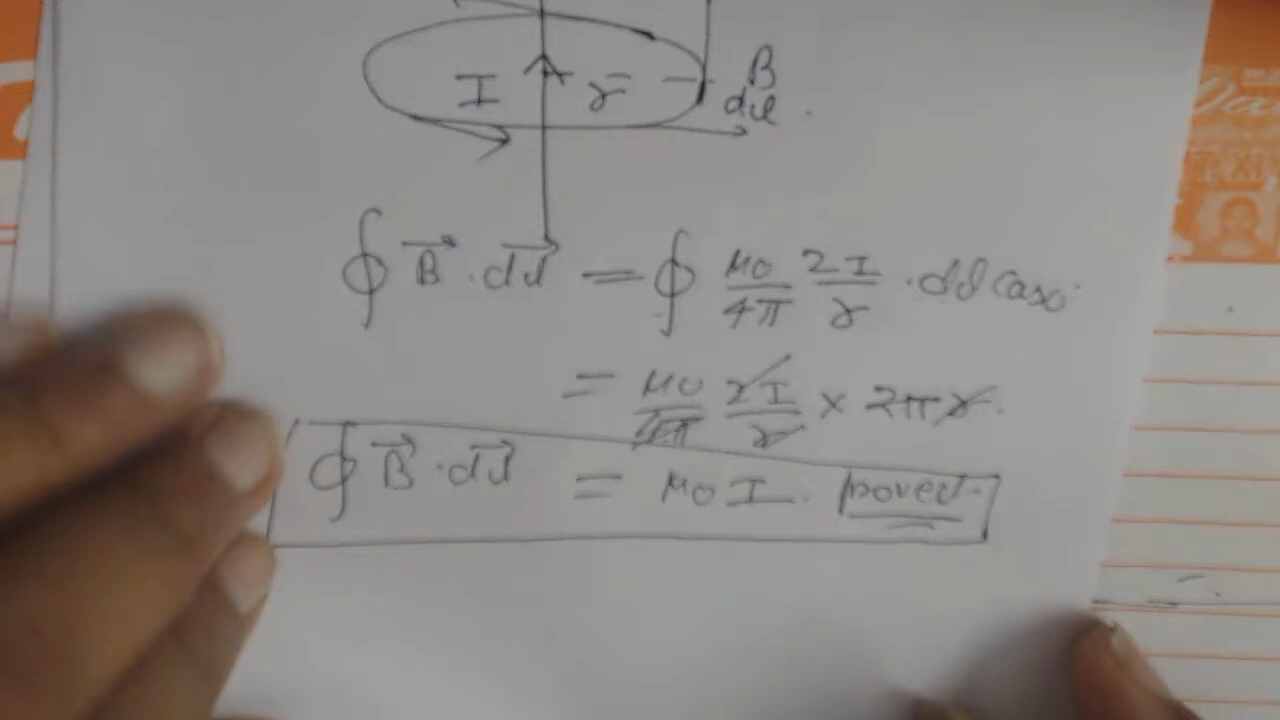 I r B
dl
∮ B⃗ . dl⃗ = ∮ μ0/4π 2I/r . dl cos0
= μ0/4π 2I/r × 2πr
∮ B⃗ . dl⃗ = μ0 I. proved